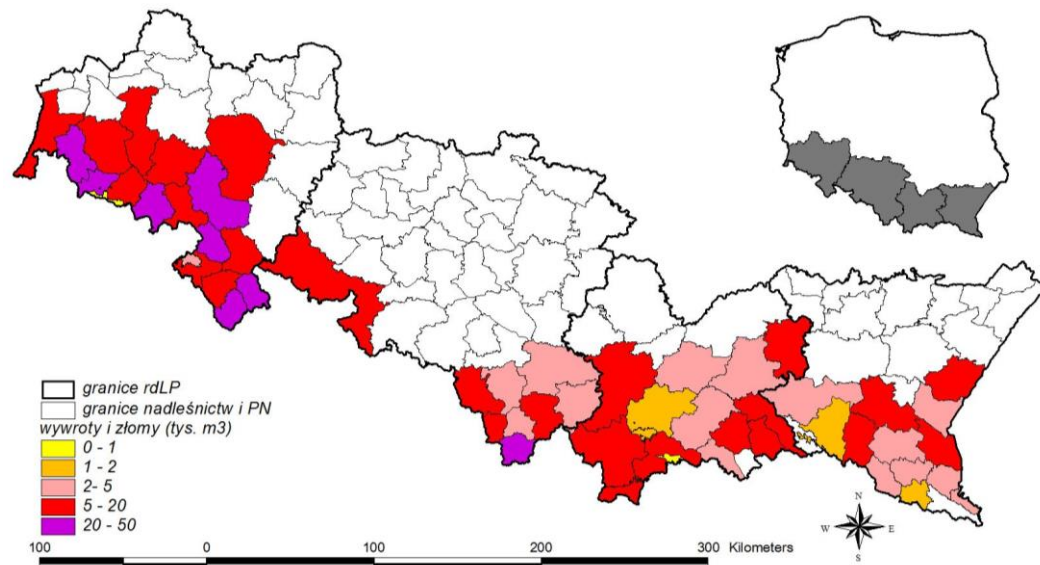 granice rdLP
granice nadleśnictw i PN
wywroty i złomy (tys. m3)
0 - 1
1 - 2
2- 5
5 - 20
20 - 50
N
W E
S
100 0 100 200 300 Kilometers